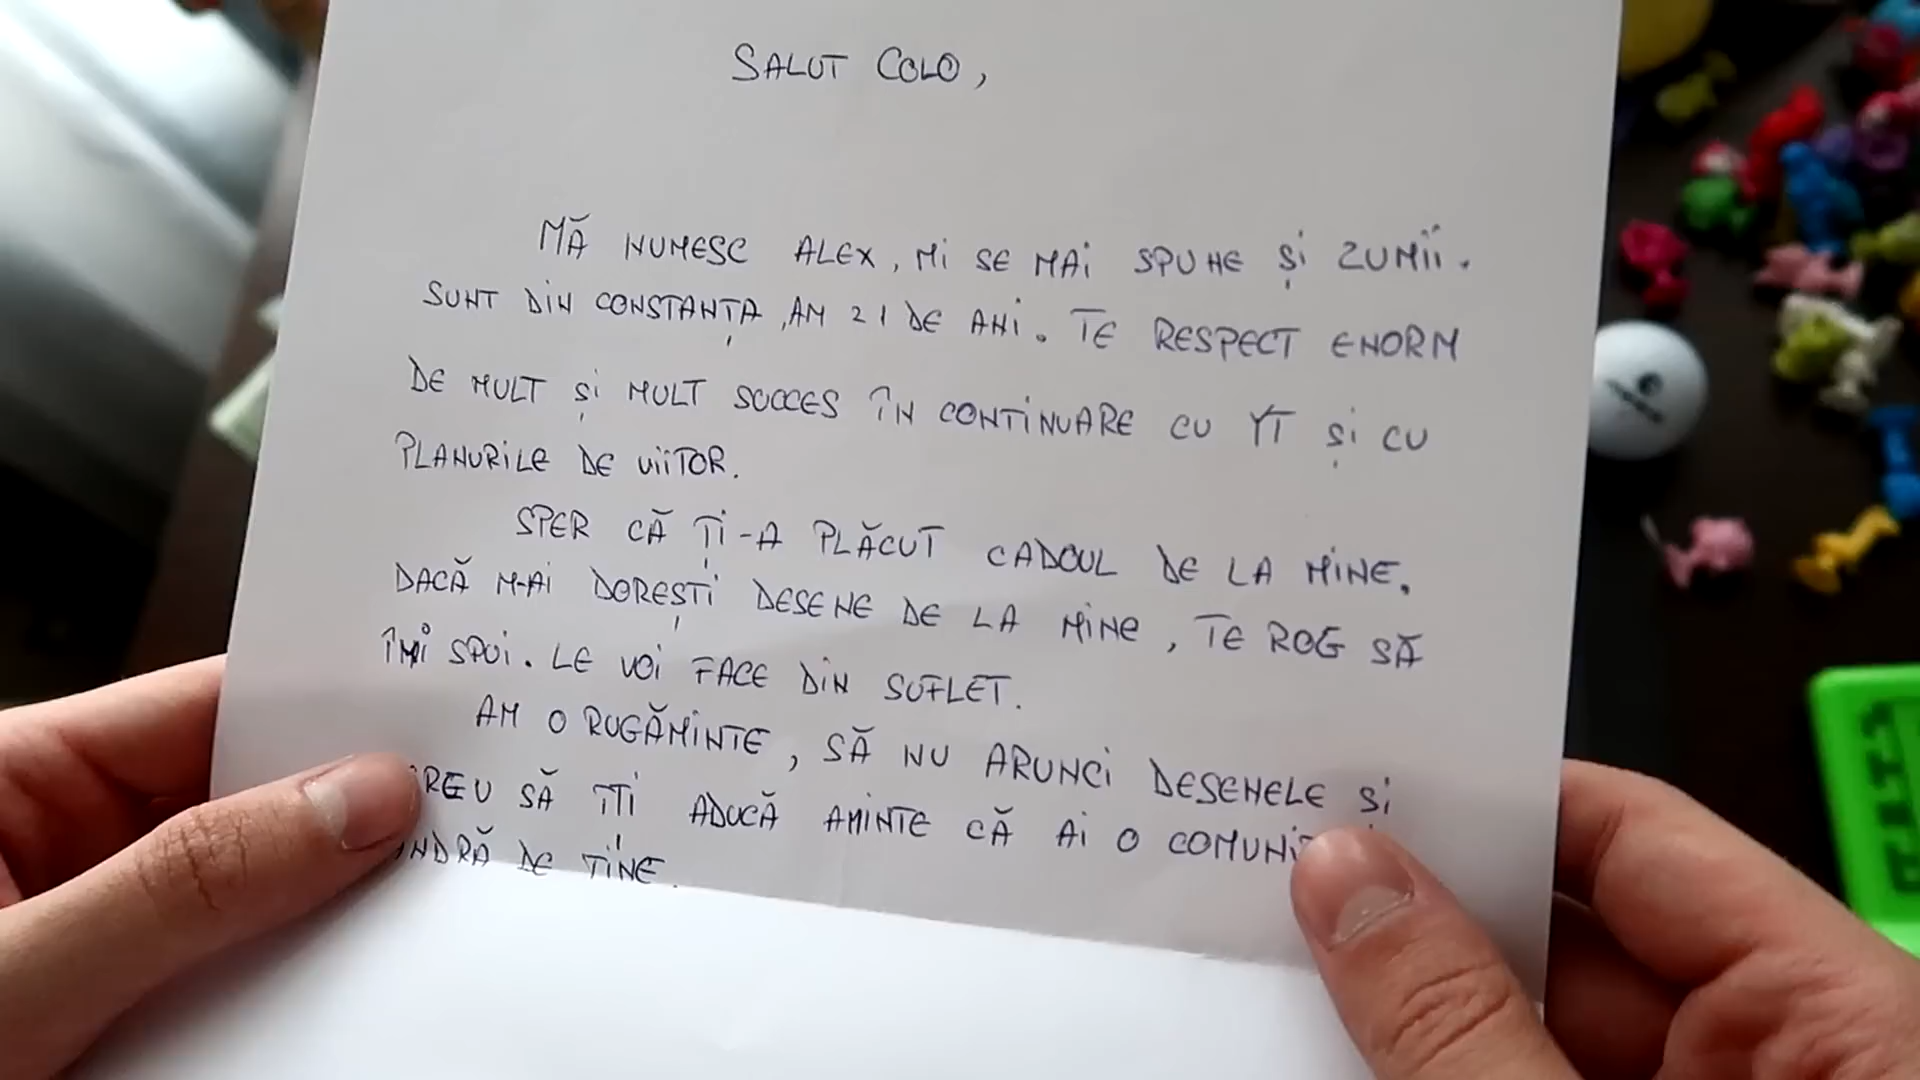 SALUT COLO,
MĂ NUMESC ALEX, MI SE MAI SPUNE ȘI ZUMII.
SUNT DIN CONSTANȚA, AM 21 DE ANI. TE RESPECT ENORM
DE MULT ȘI MULT SUCCES ÎN CONTINUARE CU YT ȘI CU
PLANURILE DE VIITOR.
SPER CĂ ȚI-A PLĂCUT CADOUL DE LA MINE.
DACĂ M-AI DOREȘTI DESENE DE LA MINE, TE ROG SĂ
ÎMI SPUI. LE VOI FACE DIN SUFLET.
AM O RUGĂMINTE, SĂ NU ARUNCI DESENELE ȘI
SĂ ÎȚI ADUCĂ AMINTE CĂ AI O
DE TINE.